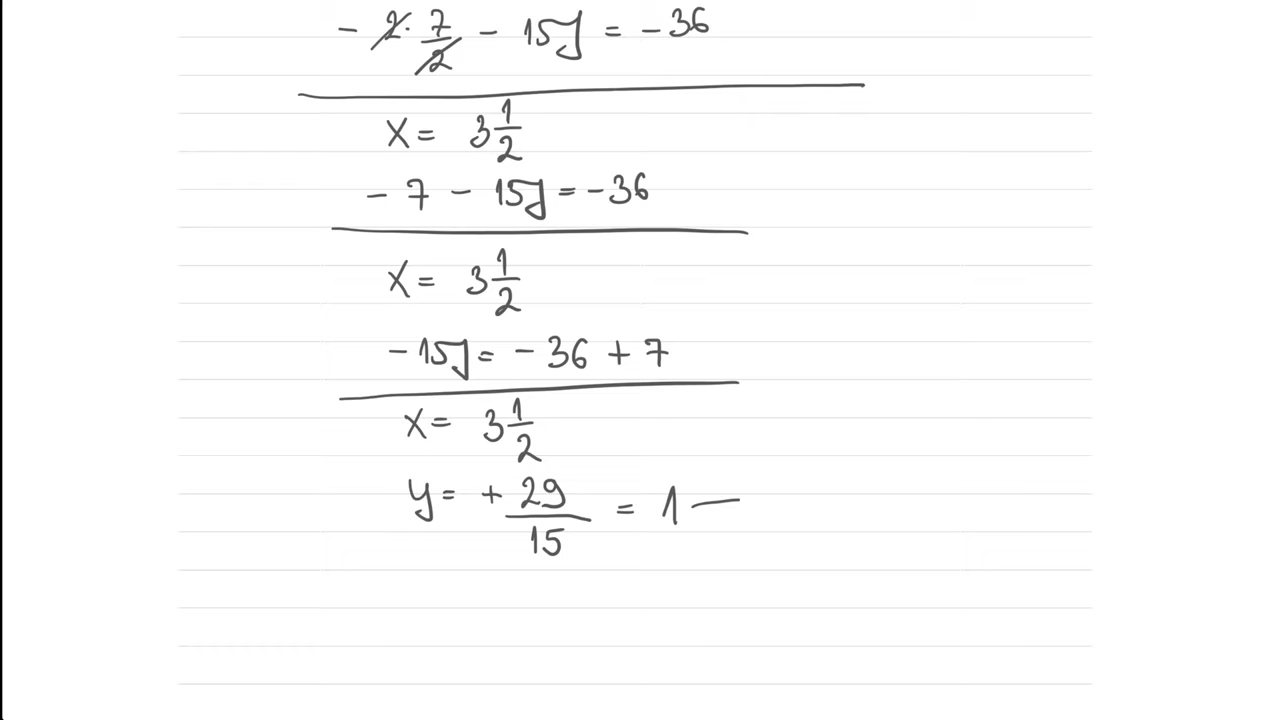 - 2 · 7/2 - 15y = -36
x = 3 1/2
- 7 - 15y = -36
x = 3 1/2
- 15y = - 36 + 7
x = 3 1/2
y = + 29/15 = 1 —